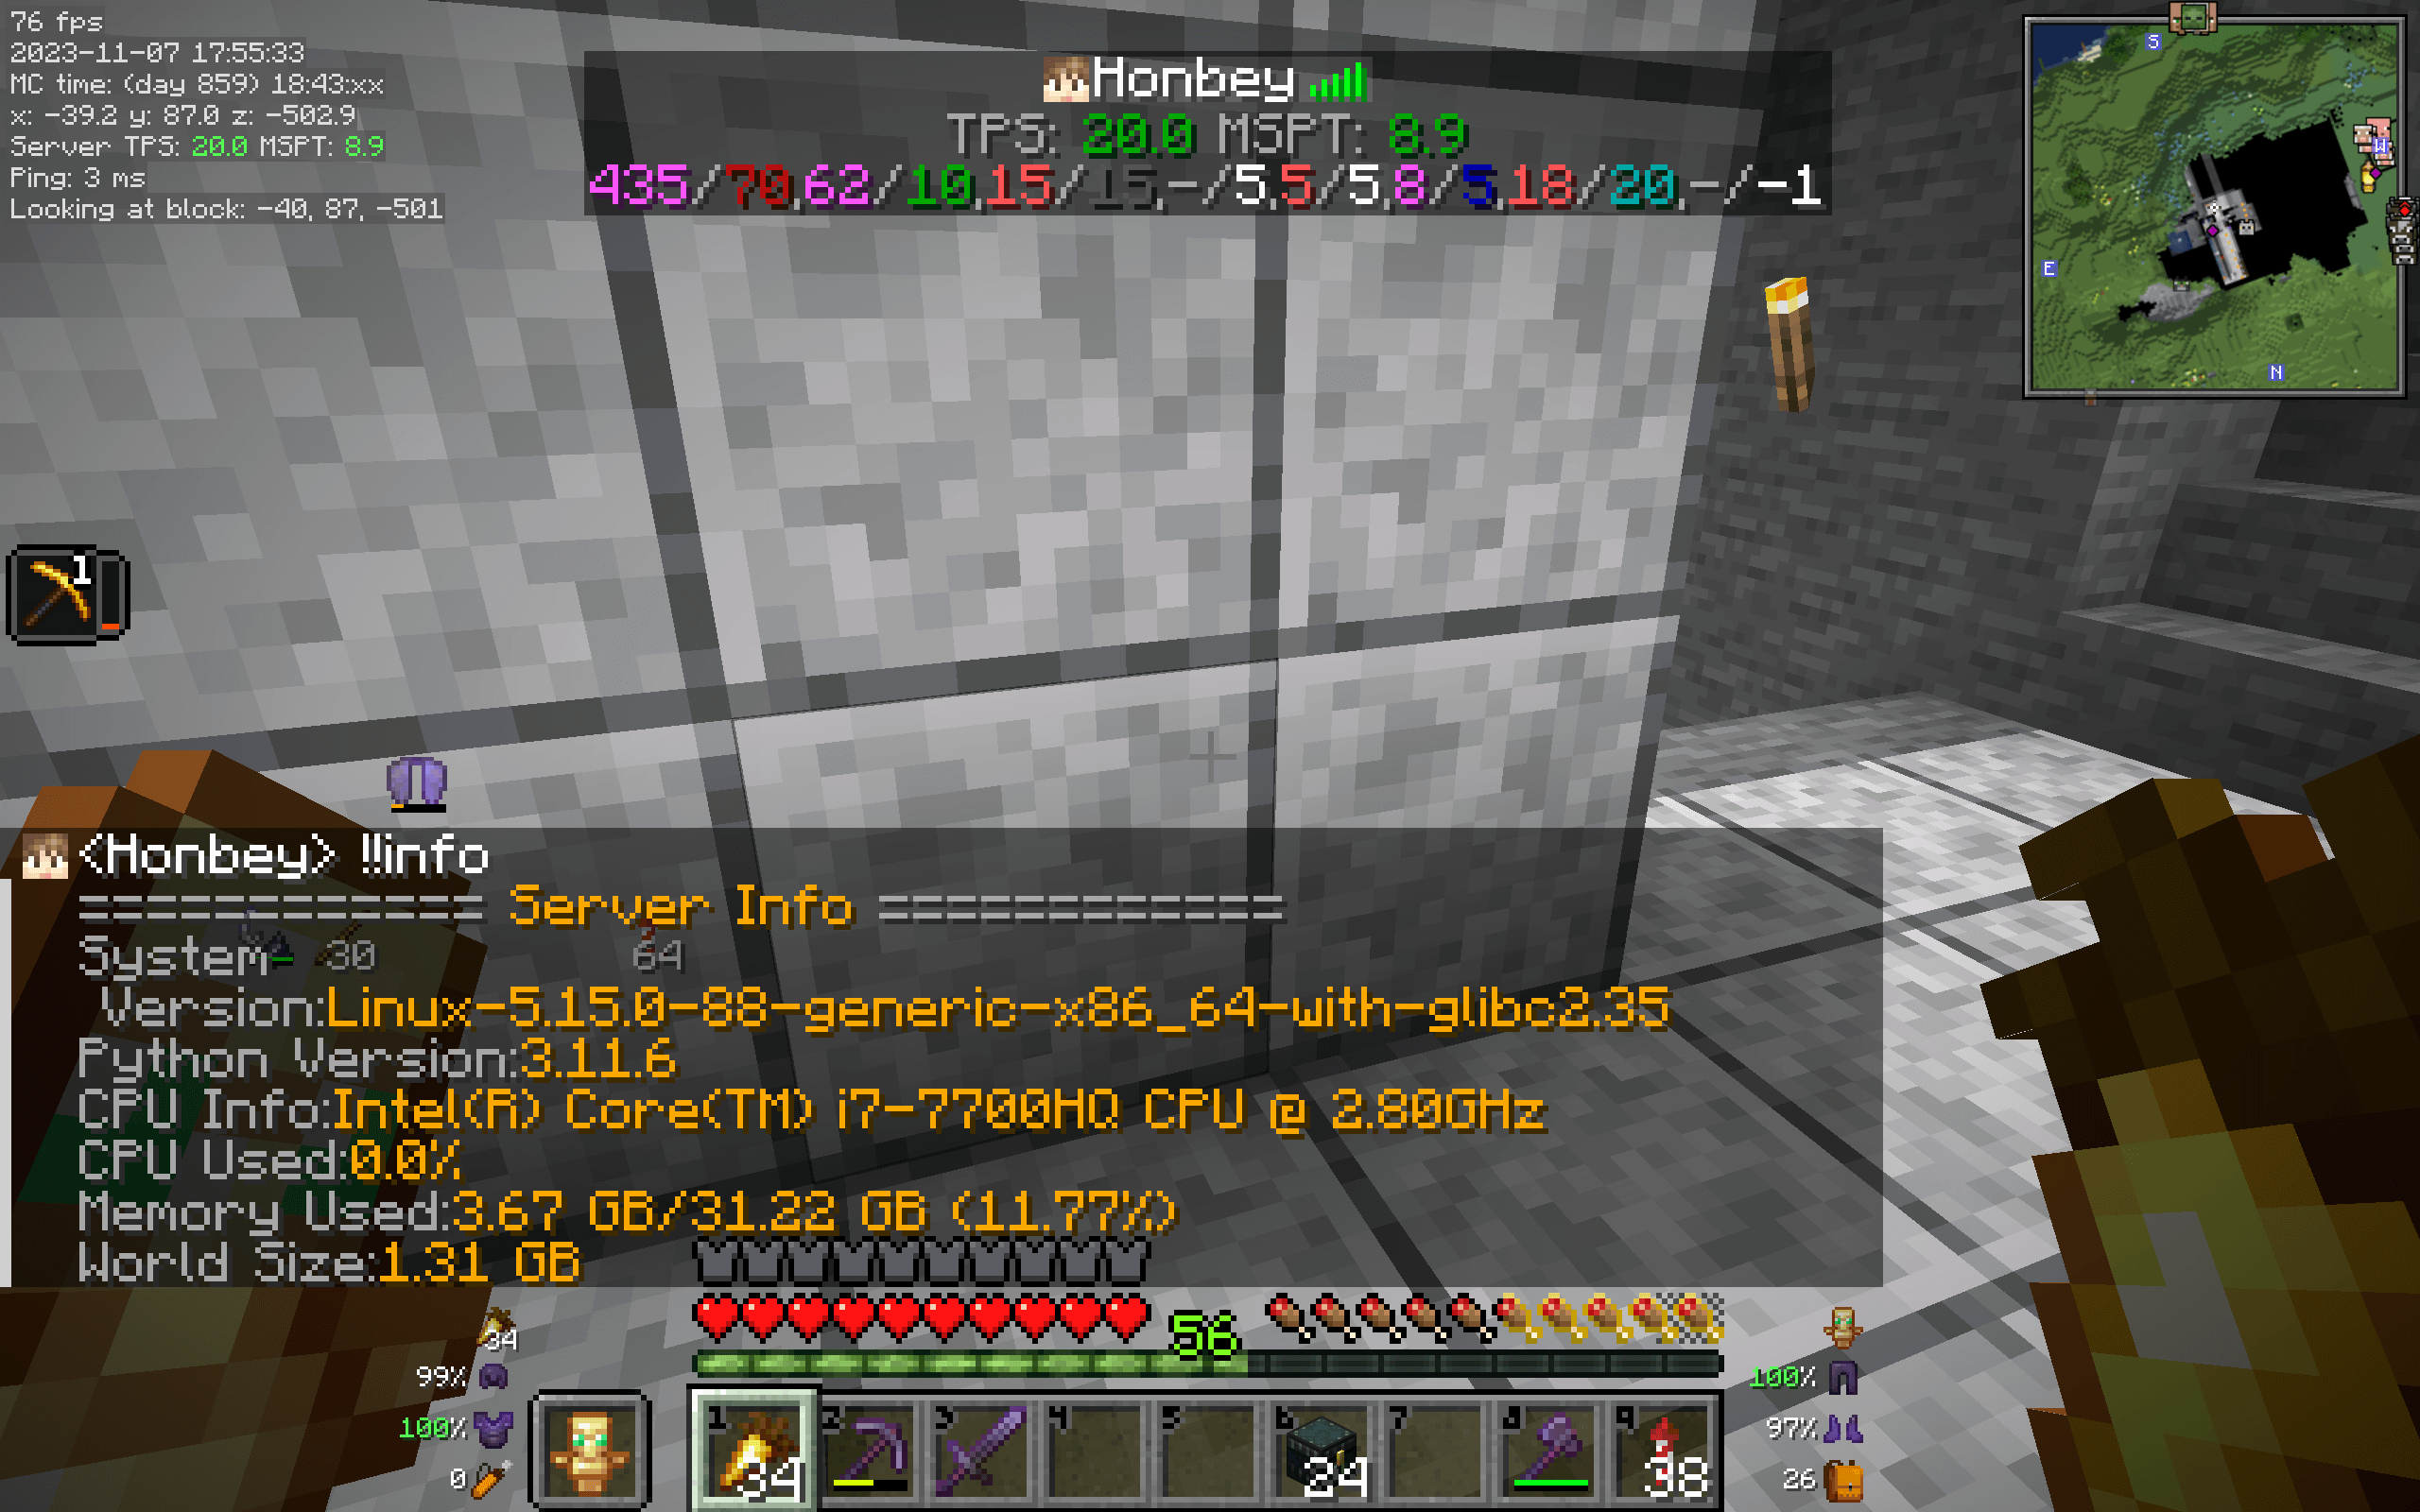 76 fps
2023-11-07 17:55:33
MC time: (day 859) 18:43:xx
x: -39.2 y: 87.0 z: -502.9
Server TPS: 20.0 MSPT: 8.9
Ping: 3 ms
Looking at block: -40, 87, -501
Honbey
TPS: 20.0 MSPT: 8.9
435/70,62/10,15/15,-/5,5/5,8/5,18/20,-/-1
S
W
E
N
1
<Honbey> !!info
============ Server Info ============
System
30
64
Version:Linux-5.15.0-88-generic-x86_64-with-glibc2.35
Python Version:3.11.6
CPU Info:Intel(R) Core(TM) i7-7700HQ CPU @ 2.80GHz
CPU Used:0.0%
Memory Used:3.67 GB/31.22 GB (11.77%)
World Size:1.31 GB
34
56
99%
100%
100%
97%
0
26
1 2 3 4 5 6 7 8 9
34 24 38